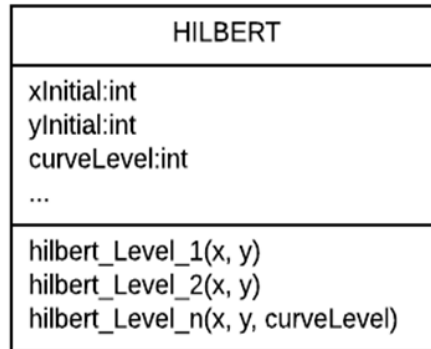 HILBERT
xInitial:int
yInitial:int
curveLevel:int
...
hilbert_Level_1(x, y)
hilbert_Level_2(x, y)
hilbert_Level_n(x, y, curveLevel)